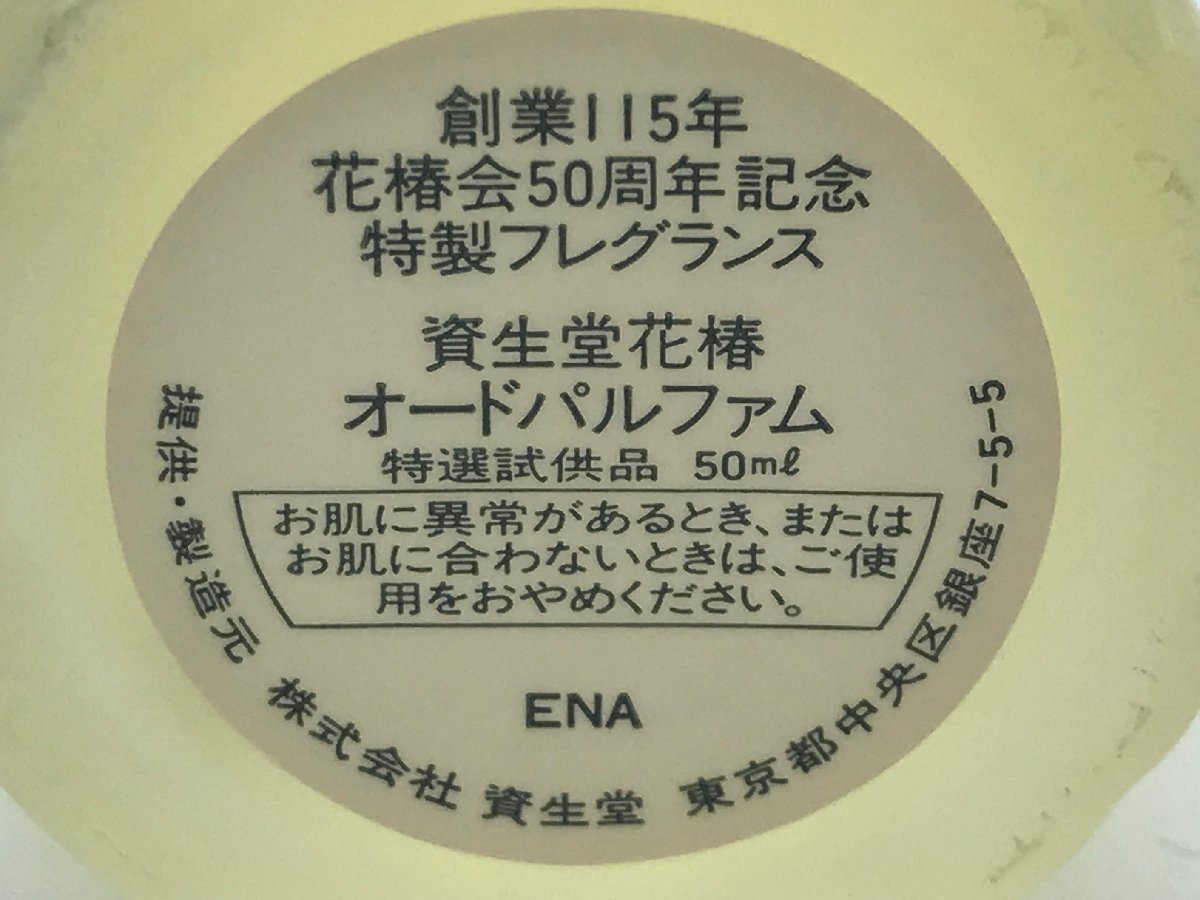 創業115年
花椿会50周年記念
特製フレグランス
資生堂花椿
オードパルファム
特選試供品 50ml
お肌に異常があるとき、または
お肌に合わないときは、ご使
用をおやめください。
ENA
提供・製造元 株式会社 資生堂 東京都中央区銀座7-5-5